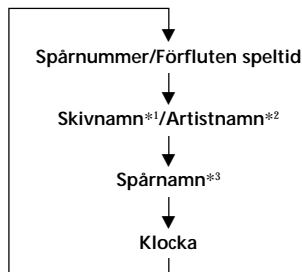 Spårnummer/Förfluten speltid
Skivnamn*1/Artistnamn*2
Spårnamn*3
Klocka